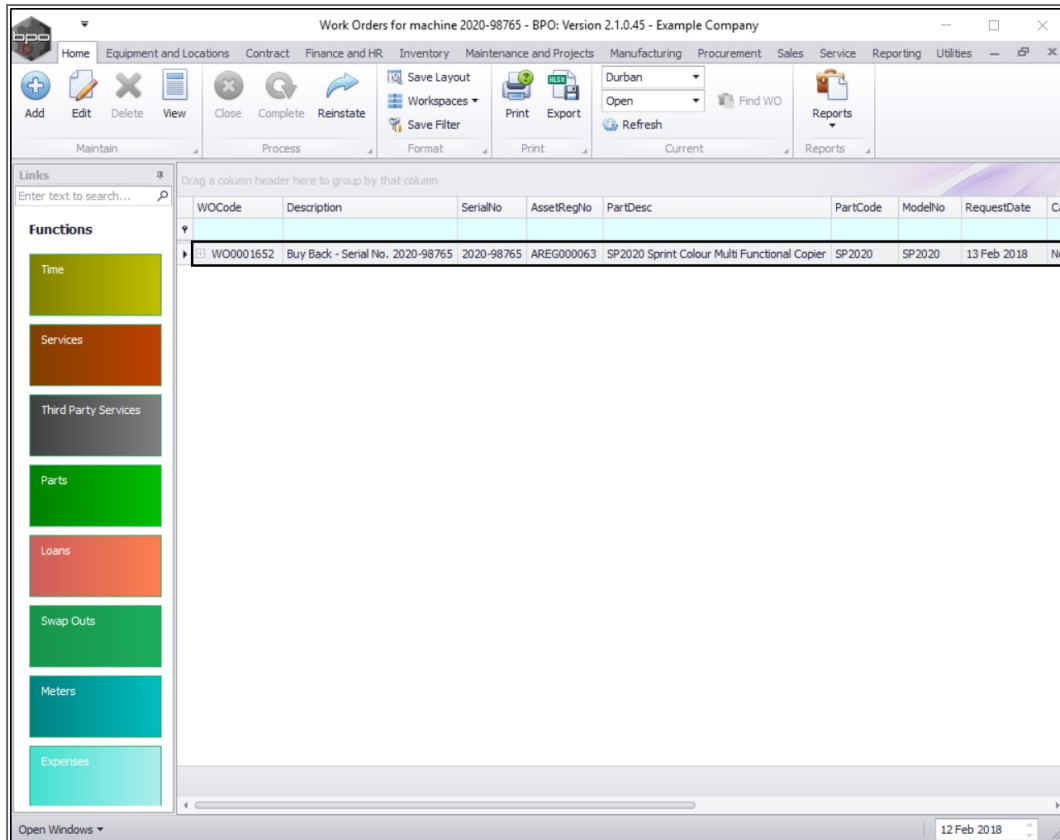 Work Orders for machine 2020-98765 - BPO: Version 2.1.0.45 - Example Company
bpo
Home Equipment and Locations Contract Finance and HR Inventory Maintenance and Projects Manufacturing Procurement Sales Service Reporting Utilities
Add Edit Delete View Close Complete Reinstate
Save Layout
Workspaces
Save Filter
Print Export
Durban
Open Find WO
Refresh
Reports
Maintain Process Format Print Current Reports
Links
Enter text to search...
Drag a column header here to group by that column
WOCode Description SerialNo AssetRegNo PartDesc PartCode ModelNo RequestDate
WO0001652 Buy Back - Serial No. 2020-98765 2020-98765 AREG000063 SP2020 Sprint Colour Multi Functional Copier SP2020 SP2020 13 Feb 2018
Functions
Time
Services
Third Party Services
Parts
Loans
Swap Outs
Meters
Expenses
Open Windows 12 Feb 2018